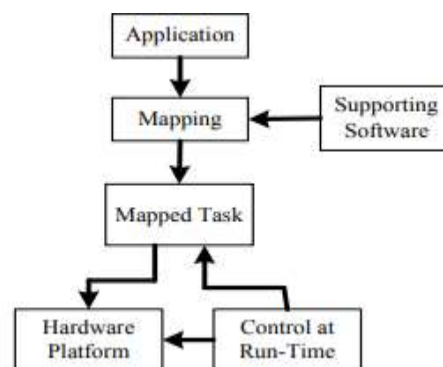 Application
Mapping
Supporting
Software
Mapped Task
Hardware
Platform
Control at
Run-Time